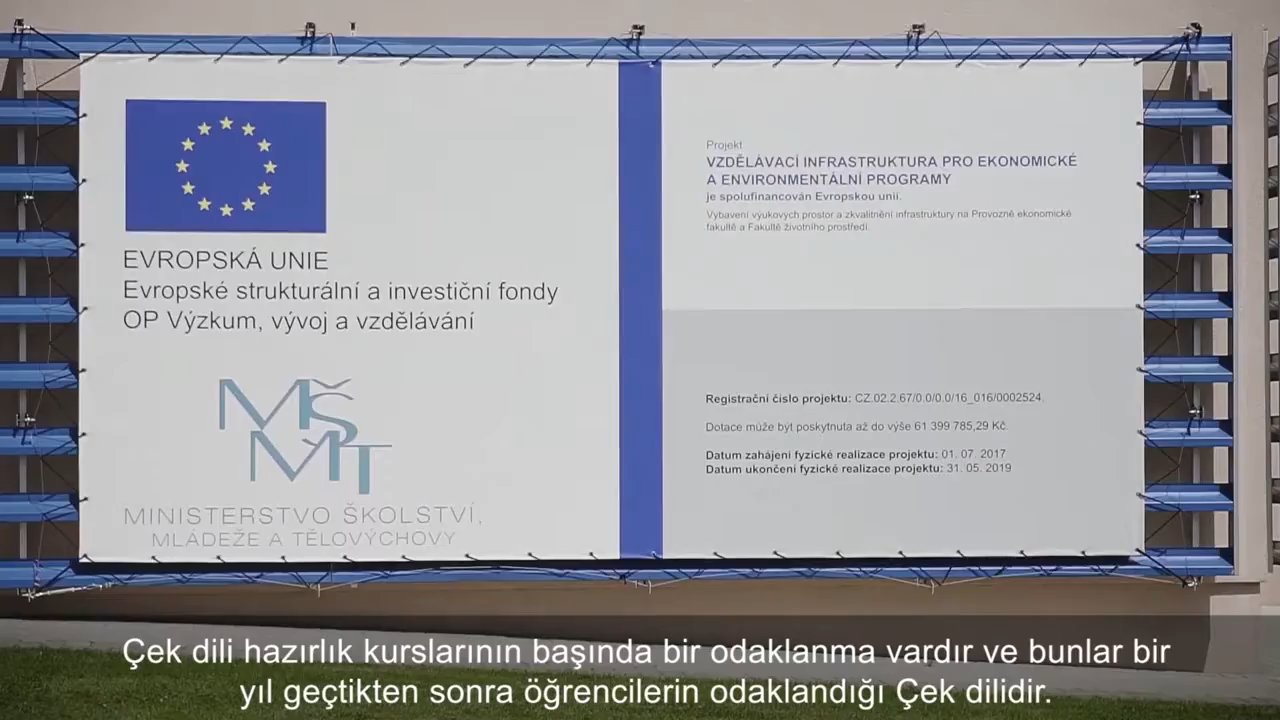 EVROPSKÁ UNIE
Evropské strukturální a investiční fondy
OP Výzkum, vývoj a vzdělávání
MŠMT
MINISTERSTVO ŠKOLSTVÍ,
MLÁDEŽE A TĚLOVÝCHOVY
Projekt
VZDĚLÁVACÍ INFRASTRUKTURA PRO EKONOMICKÉ
A ENVIRONMENTÁLNÍ PROGRAMY
je spolufinancován Evropskou unií.
Vybavení výukových prostor a zkvalitnění infrastruktury na Provozně ekonomické
fakultě a Fakultě životního prostředí.
Registrační číslo projektu: CZ.02.2.67/0.0/0.0/16_016/0002524.
Dotace může být poskytnuta až do výše 61 399 785,29 Kč.
Datum zahájení fyzické realizace projektu: 01. 07. 2017
Datum ukončení fyzické realizace projektu: 31. 05. 2019
Çek dili hazırlık kurslarının başında bir odaklanma vardır ve bunlar bir
yıl geçtikten sonra öğrencilerin odaklandığı Çek dilidir.